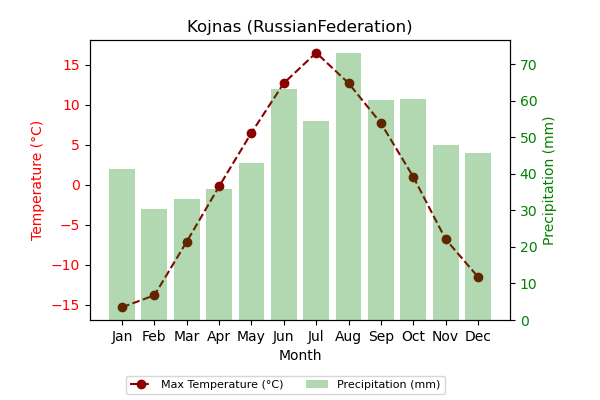 Kojnas (RussianFederation)
15
10
5
0
−5
−10
−15
Temperature (°C)
70
60
50
40
30
20
10
0
Precipitation (mm)
Jan Feb Mar Apr May Jun Jul Aug Sep Oct Nov Dec
Month
Max Temperature (°C) Precipitation (mm)